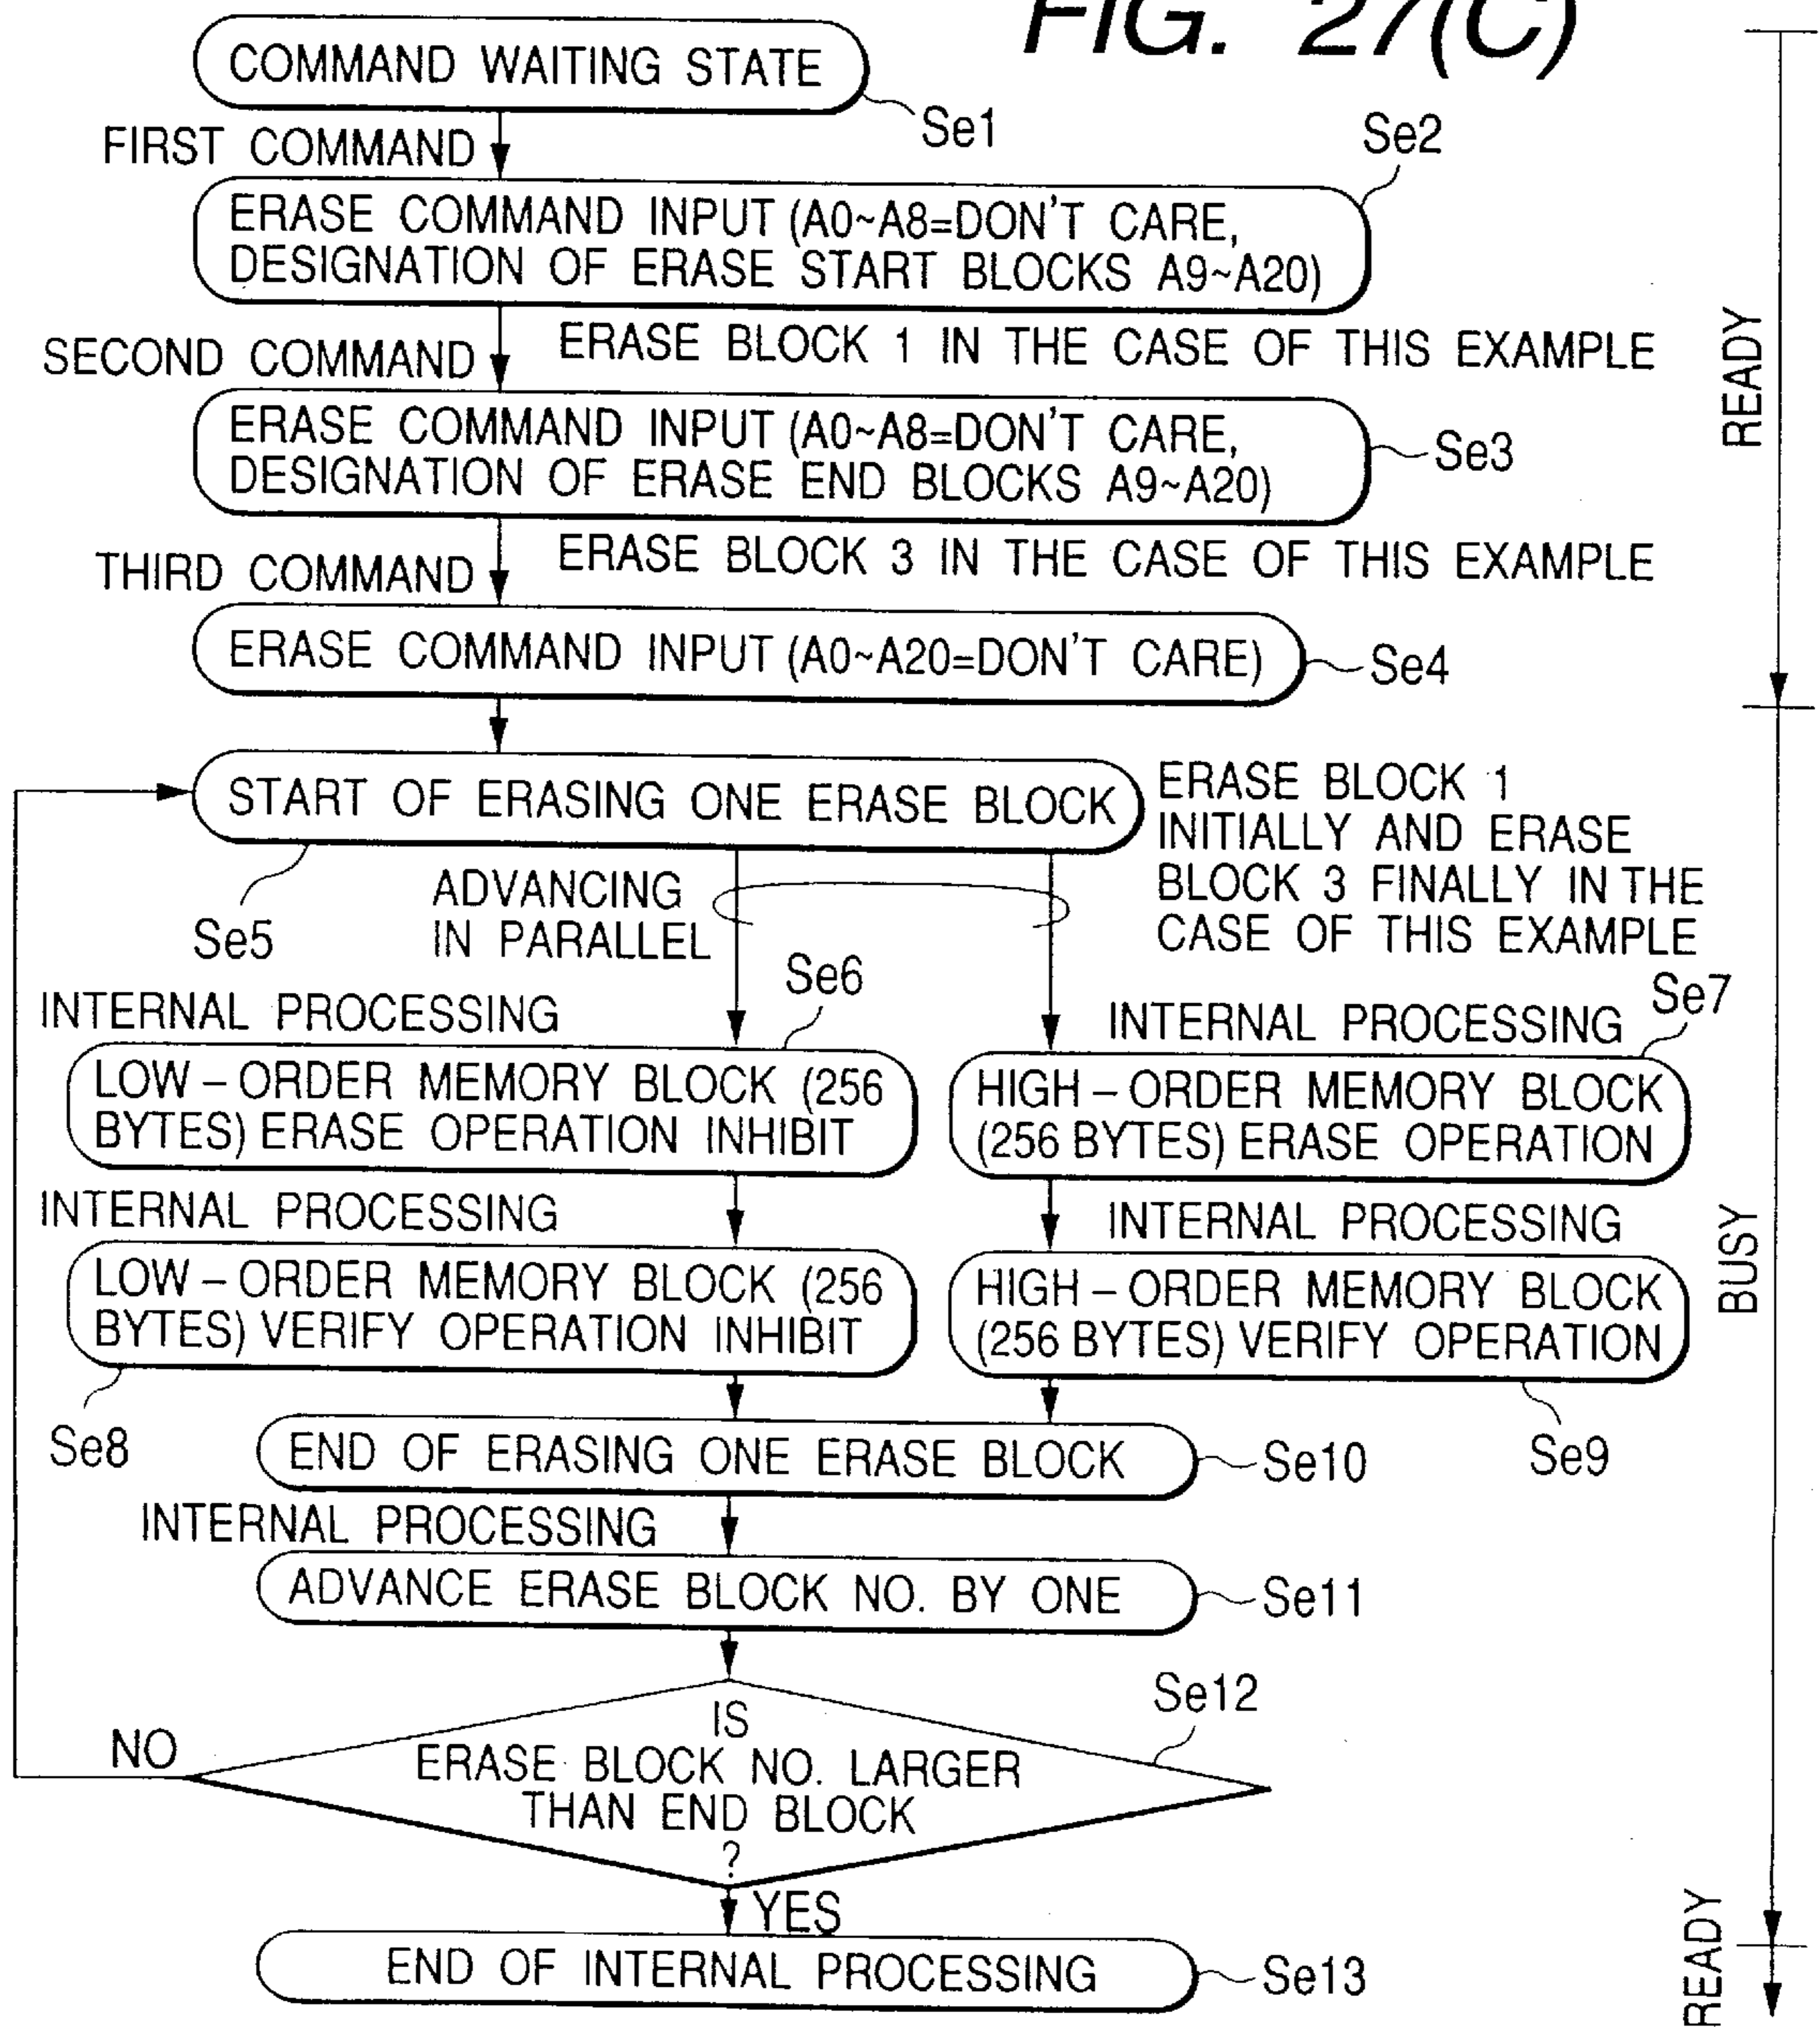 FIG. 27(C)
COMMAND WAITING STATE
Se1
FIRST COMMAND
Se2
ERASE COMMAND INPUT (A0~A8=DON'T CARE,
DESIGNATION OF ERASE START BLOCKS A9~A20)
SECOND COMMAND
ERASE BLOCK 1 IN THE CASE OF THIS EXAMPLE
READY
ERASE COMMAND INPUT (A0~A8=DON'T CARE,
DESIGNATION OF ERASE END BLOCKS A9~A20)
Se3
THIRD COMMAND
ERASE BLOCK 3 IN THE CASE OF THIS EXAMPLE
ERASE COMMAND INPUT (A0~A20=DON'T CARE)
Se4
START OF ERASING ONE ERASE BLOCK
Se5
ERASE BLOCK 1
INITIALLY AND ERASE
BLOCK 3 FINALLY IN THE
CASE OF THIS EXAMPLE
ADVANCING
IN PARALLEL
Se6
Se7
INTERNAL PROCESSING
INTERNAL PROCESSING
LOW-ORDER MEMORY BLOCK (256
BYTES) ERASE OPERATION INHIBIT
HIGH-ORDER MEMORY BLOCK
(256 BYTES) ERASE OPERATION
INTERNAL PROCESSING
INTERNAL PROCESSING
BUSY
LOW-ORDER MEMORY BLOCK (256
BYTES) VERIFY OPERATION INHIBIT
HIGH-ORDER MEMORY BLOCK
(256 BYTES) VERIFY OPERATION
Se8
Se9
END OF ERASING ONE ERASE BLOCK
Se10
INTERNAL PROCESSING
ADVANCE ERASE BLOCK NO. BY ONE
Se11
Se12
IS
ERASE BLOCK NO. LARGER
THAN END BLOCK
?
NO
YES
END OF INTERNAL PROCESSING
Se13
READY